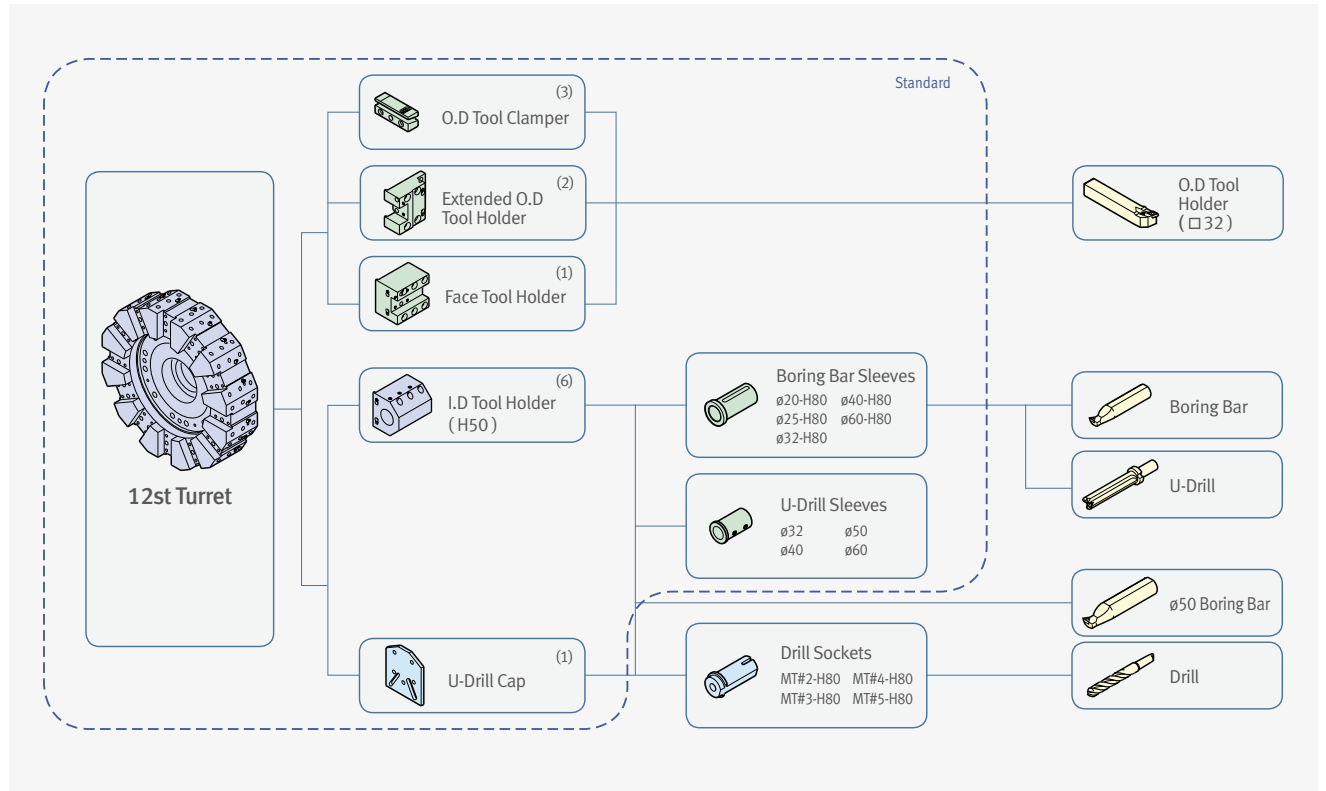 Standard
(3)
O.D Tool Clamper
(2)
Extended O.D
Tool Holder
(1)
Face Tool Holder
O.D Tool
Holder
(□32)
12st Turret
(6)
I.D Tool Holder
(H50)
Boring Bar Sleeves
ø20-H80 ø40-H80
ø25-H80 ø60-H80
ø32-H80
Boring Bar
U-Drill
U-Drill Sleeves
ø32 ø50
ø40 ø60
ø50 Boring Bar
(1)
U-Drill Cap
Drill Sockets
MT#2-H80 MT#4-H80
MT#3-H80 MT#5-H80
Drill